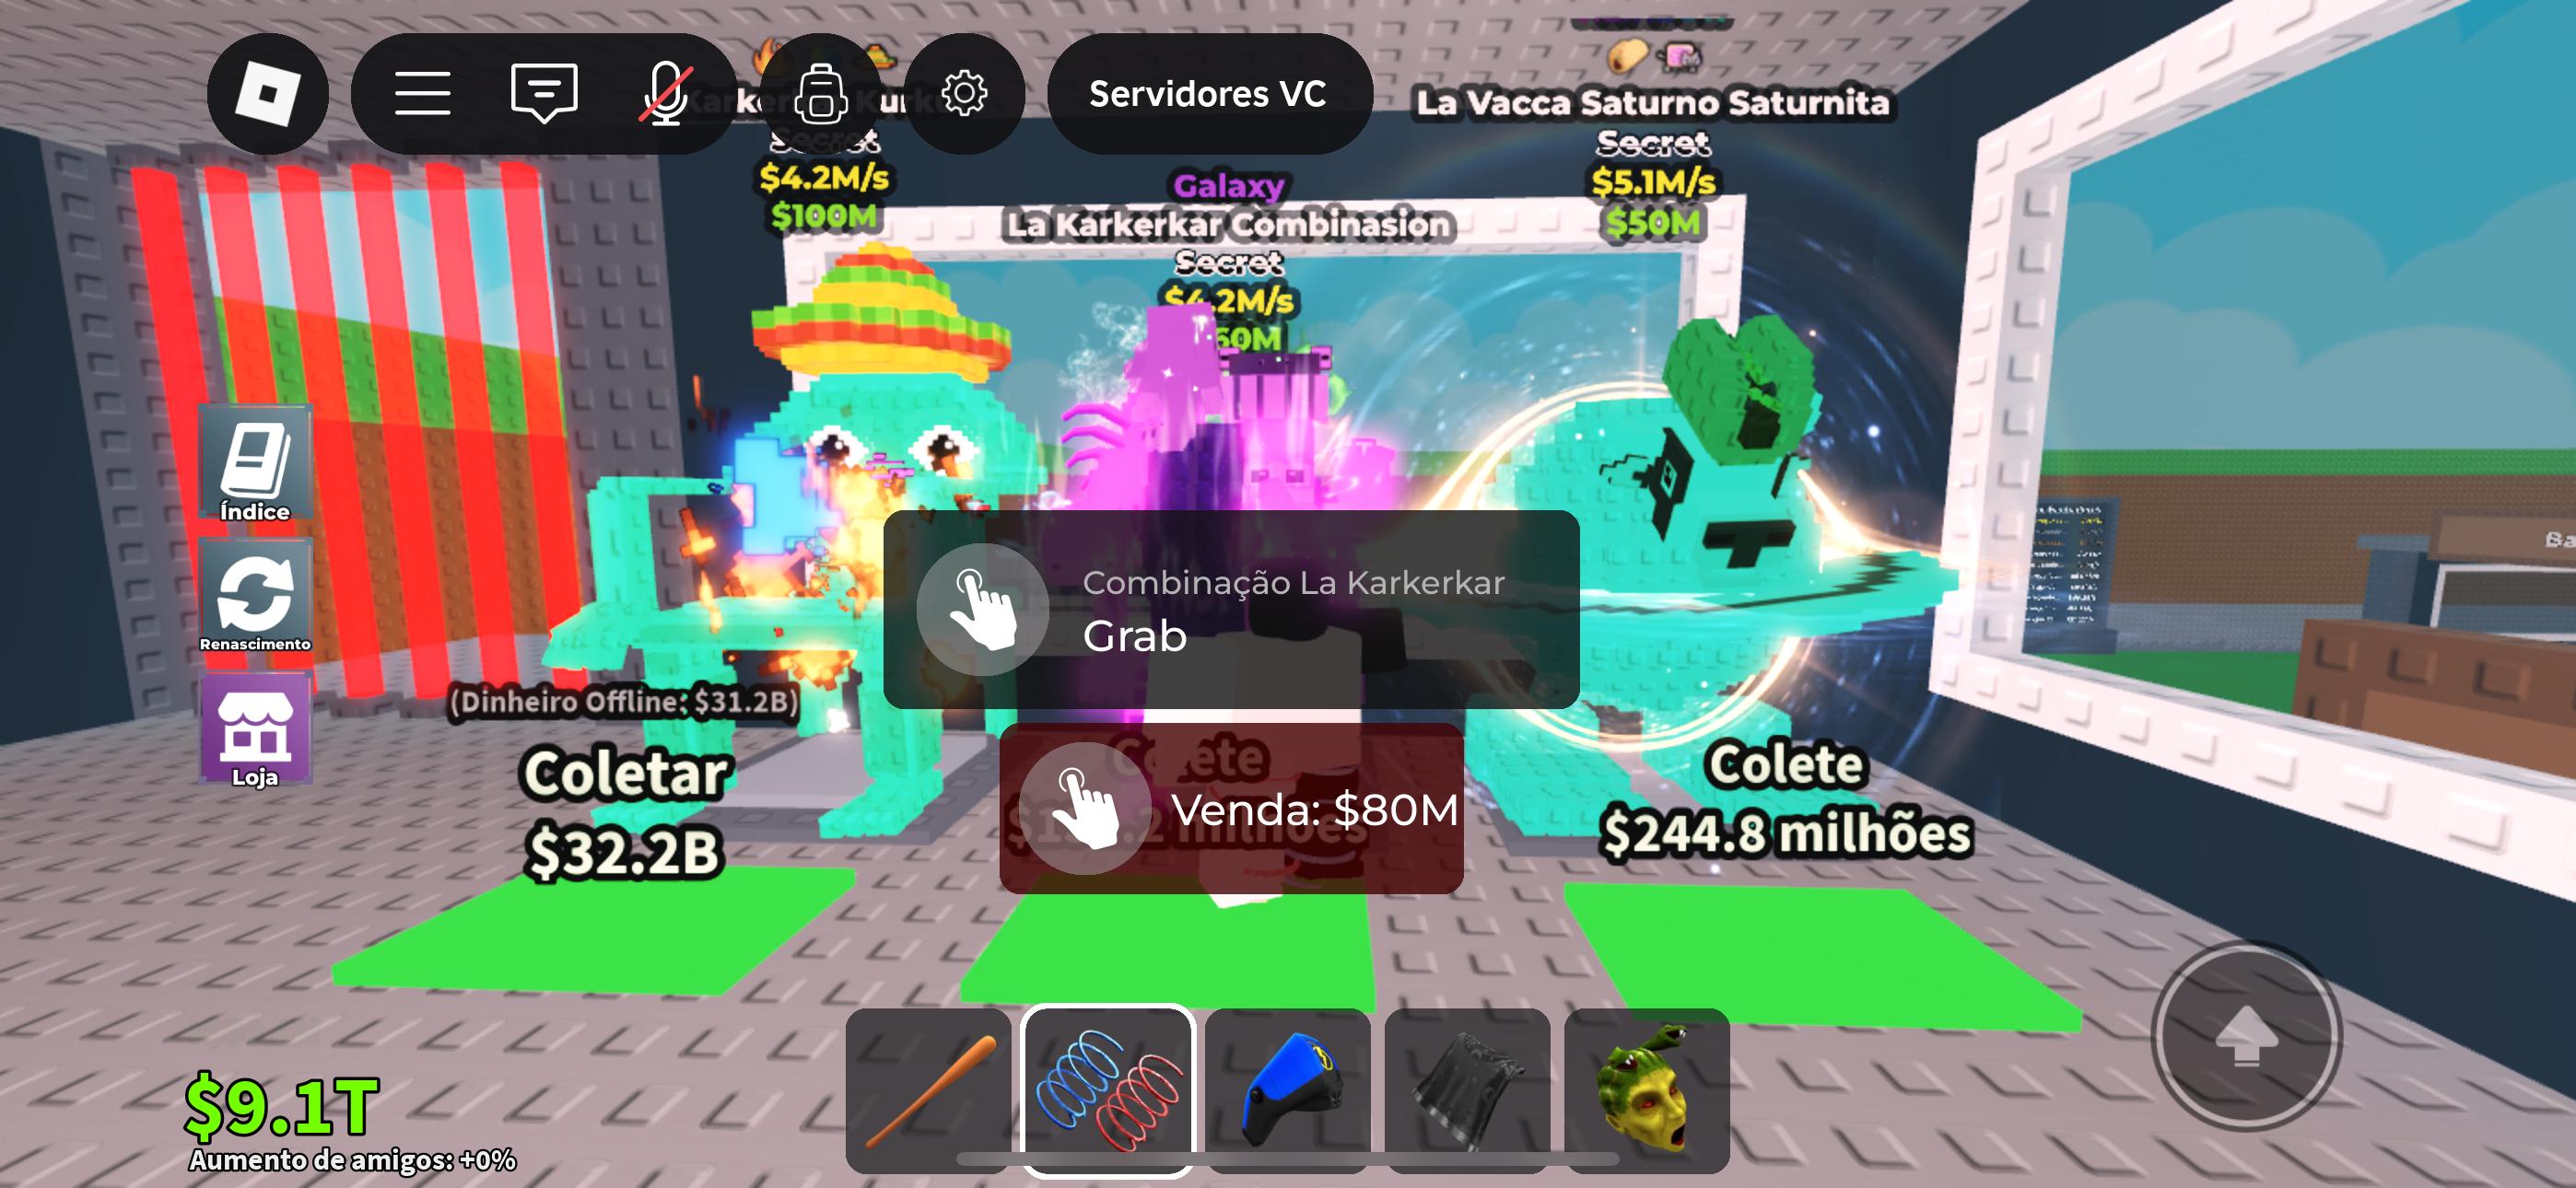 Servidores VC
Secret
$4.2M/s
$100M
Galaxy
La Karkerkar Combinasion
Secret
$4.2M/s
50M
La Vacca Saturno Saturnita
Secret
$5.1M/s
$50M
Índice
Renascimento
Loja
Combinação La Karkerkar
Grab
Venda: $80M
(Dinheiro Offline: $31.2B)
Coletar
$32.2B
Colete
$244.8 milhões
$9.1T
Aumento de amigos: +0%